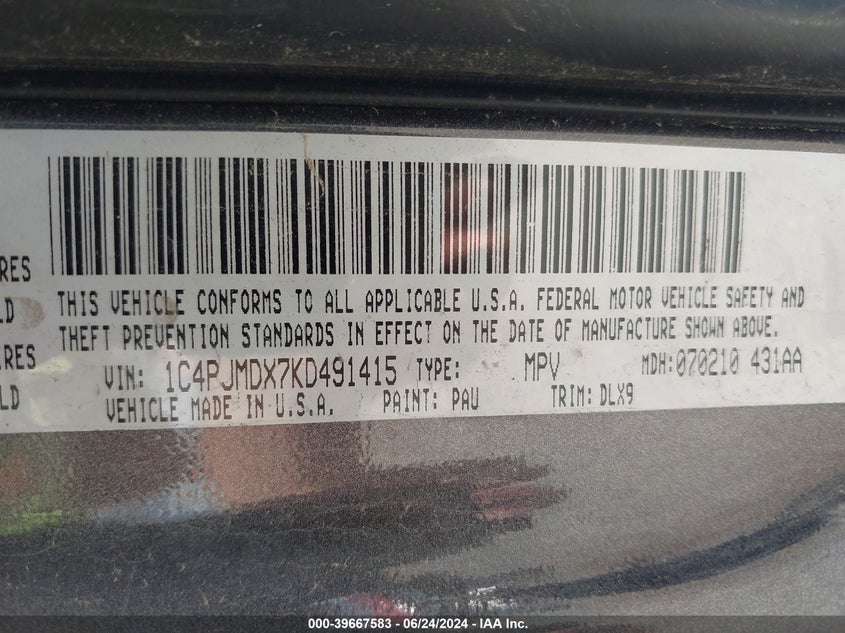 RES
LD
RES
LD
THIS VEHICLE CONFORMS TO ALL APPLICABLE U.S.A. FEDERAL MOTOR VEHICLE SAFETY AND
THEFT PREVENTION STANDARDS IN EFFECT ON THE DATE OF MANUFACTURE SHOWN ABOVE.
VIN: 1C4PJMDX7KD491415 TYPE: MPV MDH:070210 431AA
VEHICLE MADE IN U.S.A. PAINT: PAU TRIM: DLX9
000-39667583 - 06/24/2024 - IAA Inc.